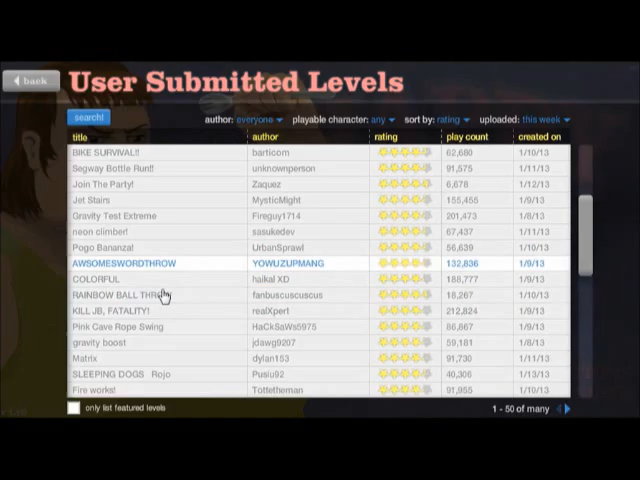 back
User Submitted Levels
search!
author: everyone playable character: any sort by: rating uploaded: this week
title author rating play count created on
BIKE SURVIVAL!! barticom 62,680 1/10/13
Segway Bottle Run!! unknownperson 91,575 1/11/13
Join The Party! Zaquez 6,678 1/12/13
Jet Stairs MysticMight 155,455 1/9/13
Gravity Test Extreme Fireguy1714 201,473 1/8/13
neon climber! sasukedev 67,437 1/11/13
Pogo Bananza! UrbanSprawl 56,639 1/10/13
AWSOMESWORDTHROW YOWUZUPMANG 132,836 1/9/13
COLORFUL haikal XD 188,777 1/9/13
RAINBOW BALL fanbuscuscuscus 18,267 1/10/13
KILL JB, FATALITY! realXpert 212,824 1/9/13
Pink Cave Rope Swing HaCkSaWs5975 86,867 1/9/13
gravity boost jdawg9207 59,181 1/8/13
Matrix dylan153 91,730 1/11/13
SLEEPING DOGS Rojo Pusiu92 40,306 1/13/13
Fire works! Tottetheman 91,955 1/10/13
only list featured levels 1 - 50 of many